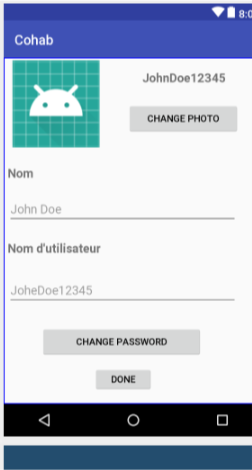 8:0
Cohab
JohnDoe12345
CHANGE PHOTO
Nom
John Doe
Nom d'utilisateur
JoheDoe12345
CHANGE PASSWORD
DONE